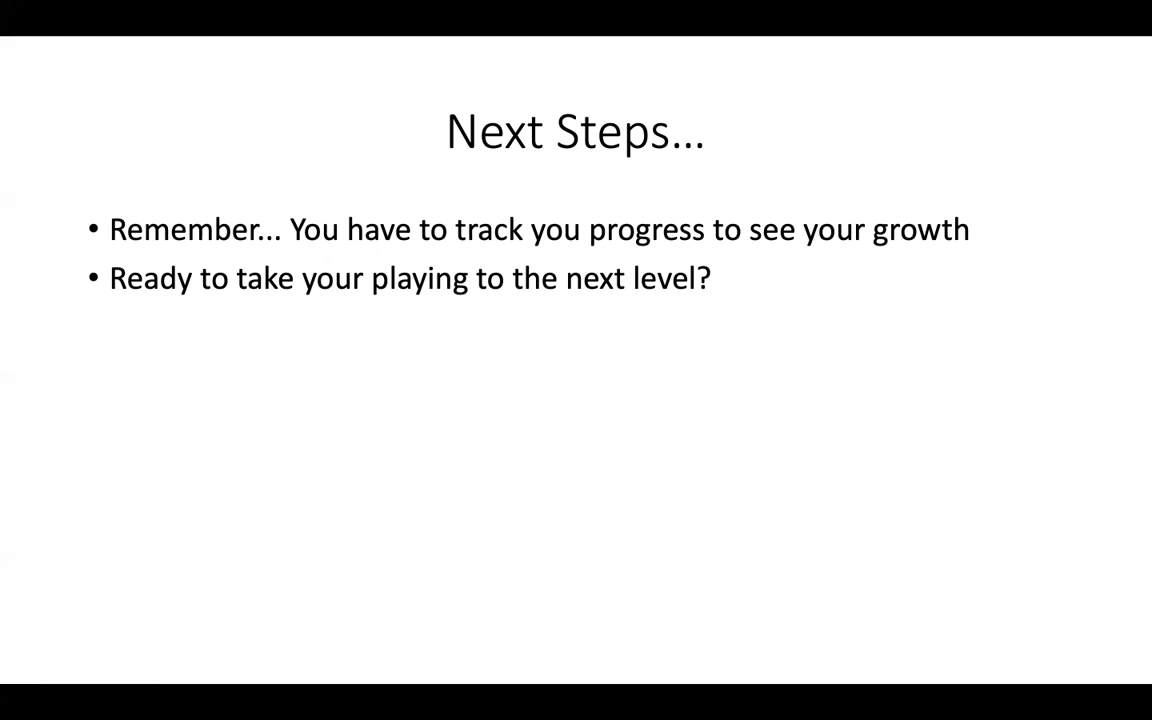 Next Steps...
• Remember... You have to track you progress to see your growth
• Ready to take your playing to the next level?